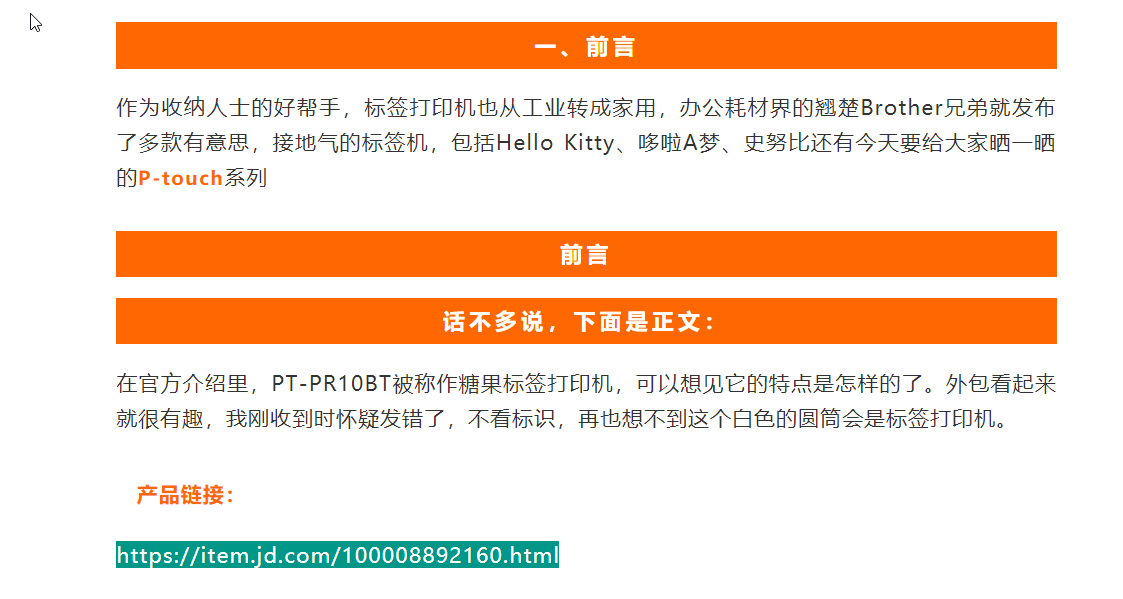 一、前言
作为收纳人士的好帮手，标签打印机也从工业转成家用，办公耗材界的翘楚Brother兄弟就发布
了多款有意思，接地气的标签机，包括Hello Kitty、哆啦A梦、史努比还有今天要给大家晒一晒
的P-touch系列
前言
话不多说，下面是正文：
在官方介绍里，PT-PR10BT被称作糖果标签打印机，可以想见它的特点是怎样的了。外包看起来
就很有趣，我刚收到时怀疑发错了，不看标识，再也想不到这个白色的圆筒会是标签打印机。
产品链接：
https://item.jd.com/100008892160.html